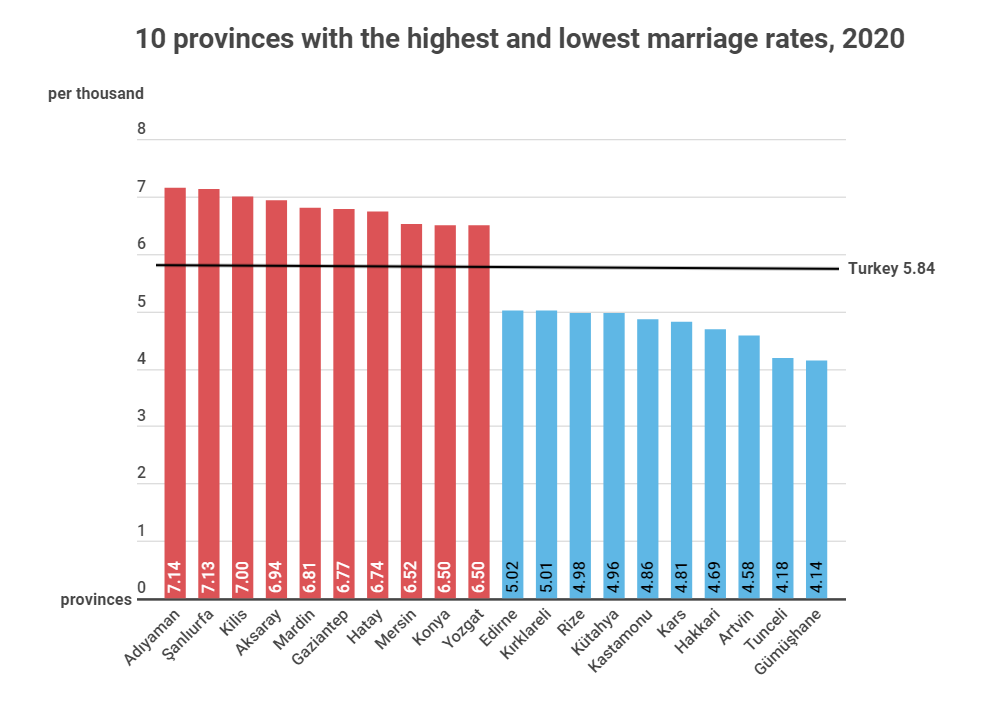 10 provinces with the highest and lowest marriage rates, 2020
per thousand
8
7
6
5
4
3
2
1
0
Turkey 5.84
7.14
7.13
7.00
6.94
6.81
6.77
6.74
6.52
6.50
6.50
5.02
5.01
4.98
4.96
4.86
4.81
4.69
4.58
4.18
4.14
provinces
Adıyaman
Şanlıurfa
Kilis
Aksaray
Mardin
Gaziantep
Hatay
Mersin
Konya
Yozgat
Edirne
Kırklareli
Rize
Kütahya
Kastamonu
Kars
Hakkari
Artvin
Tunceli
Gümüşhane